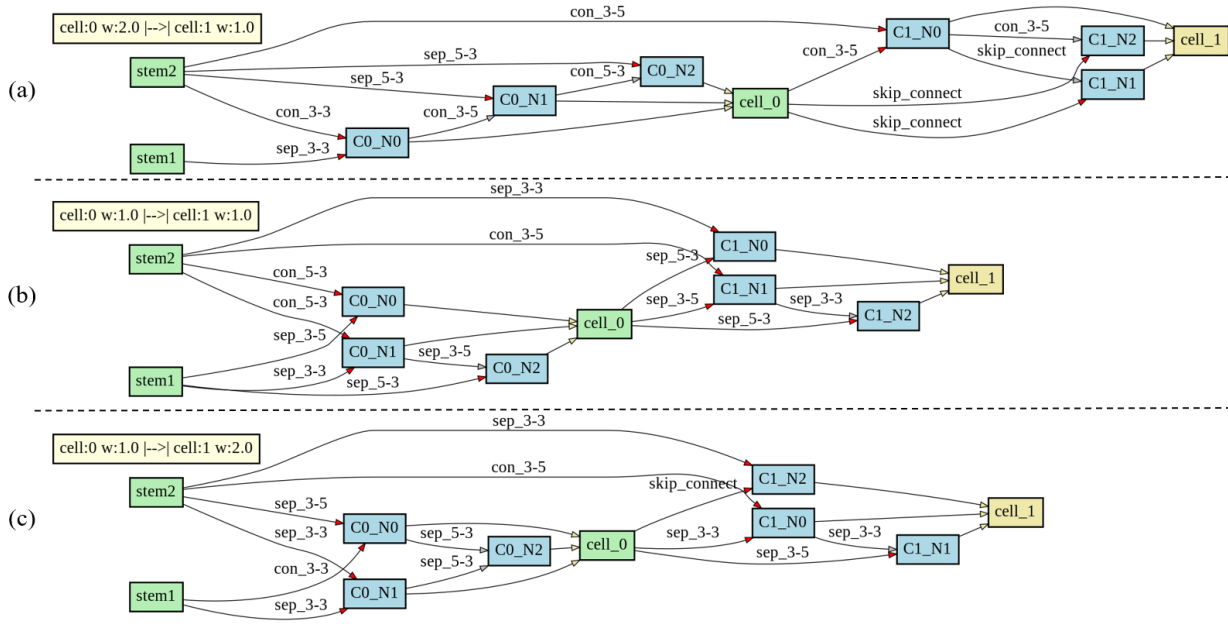 cell:0 w:2.0 |-->| cell:1 w:1.0
con_3-5
C1_N0
con_3-5
C1_N2
cell_1
stem2
sep_5-3
C0_N2
con_3-5
skip_connect
(a)
sep_5-3
con_5-3
C1_N1
C0_N1
cell_0
skip_connect
con_3-3
con_3-5
skip_connect
C0_N0
stem1
sep_3-3
sep_3-3
cell:0 w:1.0 |-->| cell:1 w:1.0
con_3-5
C1_N0
stem2
sep_5-3
cell_1
con_5-3
C1_N1
(b)
con_5-3
C0_N0
sep_3-5
sep_3-3
C1_N2
cell_0
sep_5-3
sep_3-5
C0_N1
sep_3-5
C0_N2
stem1
sep_3-3
sep_5-3
sep_3-3
cell:0 w:1.0 |-->| cell:1 w:2.0
con_3-5
C1_N2
stem2
skip_connect
sep_3-5
cell_1
(c)
C0_N0
sep_5-3
C1_N0
sep_3-3
C0_N2
cell_0
sep_3-3
sep_3-3
C1_N1
con_3-3
sep_5-3
sep_3-5
stem1
C0_N1
sep_3-3